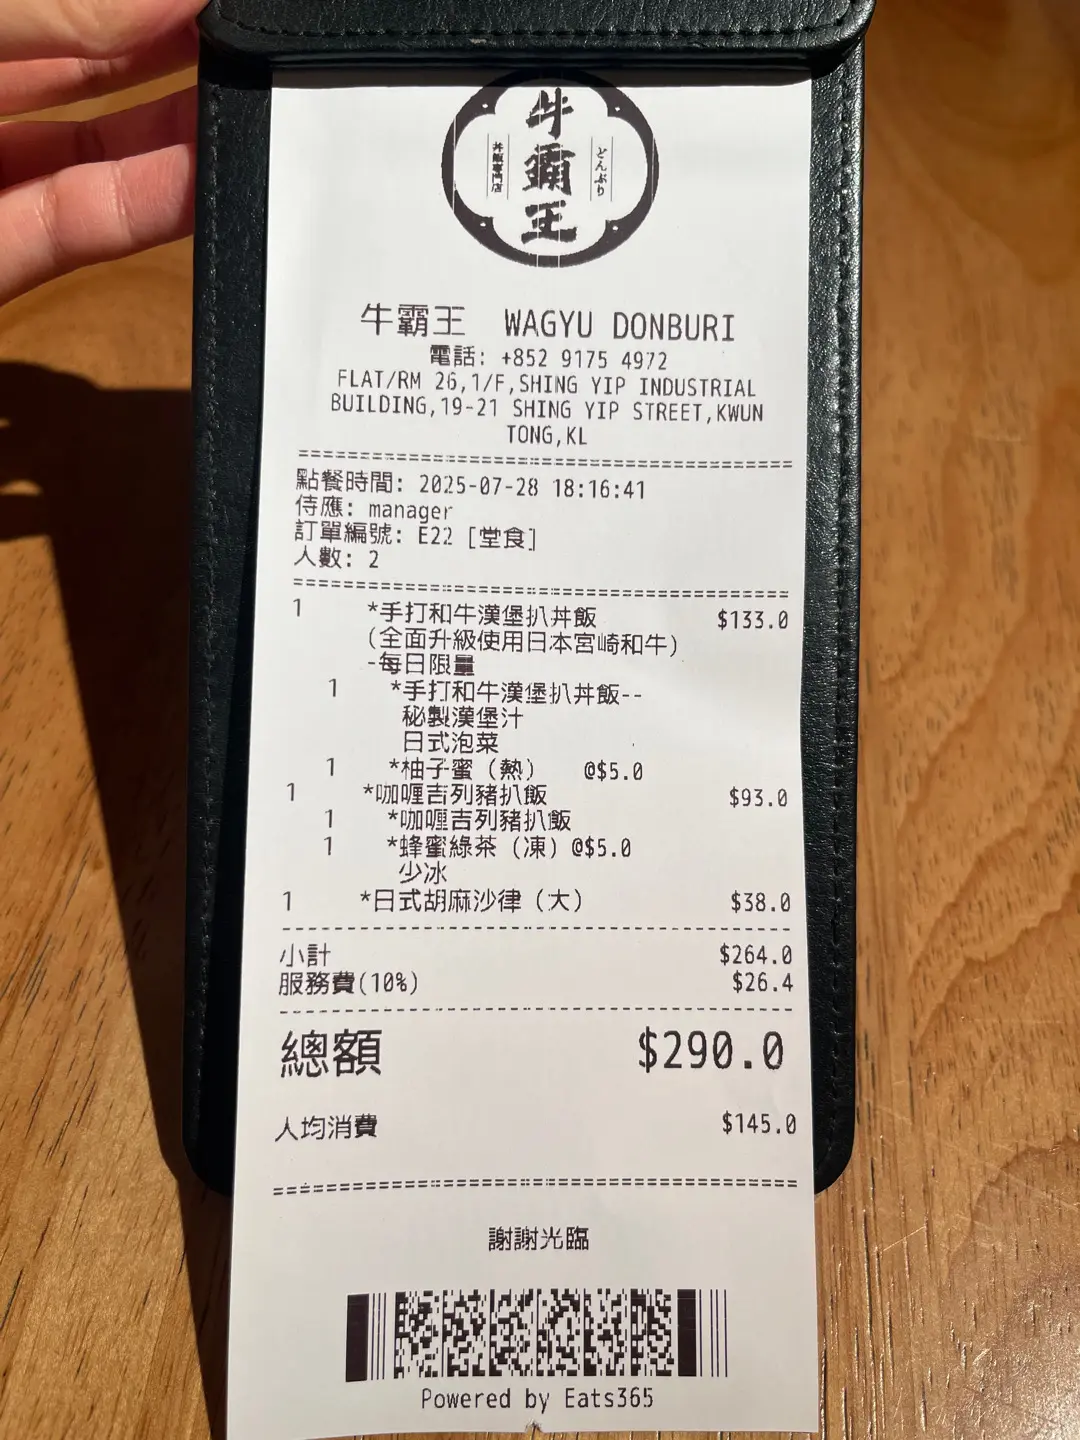 牛霸王
丼飯專門店
どんぶり
牛霸王 WAGYU DONBURI
電話: +852 9175 4972
FLAT/RM 26,1/F,SHING YIP INDUSTRIAL
BUILDING,19-21 SHING YIP STREET,KWUN
TONG,KL
點餐時間: 2025-07-28 18:16:41
侍應: manager
訂單編號: E22 [堂食]
人數: 2
1 *手打和牛漢堡扒丼飯 $133.0
(全面升級使用日本宮崎和牛)
-每日限量
1 *手打和牛漢堡扒丼飯--
秘製漢堡汁
日式泡菜
1 *柚子蜜（熱） @$5.0
1 *咖喱吉列豬扒飯 $93.0
1 *咖喱吉列豬扒飯
1 *蜂蜜綠茶（凍）@$5.0
少冰
1 *日式胡麻沙律（大） $38.0
小計 $264.0
服務費(10%) $26.4
總額 $290.0
人均消費 $145.0
謝謝光臨
Powered by Eats365